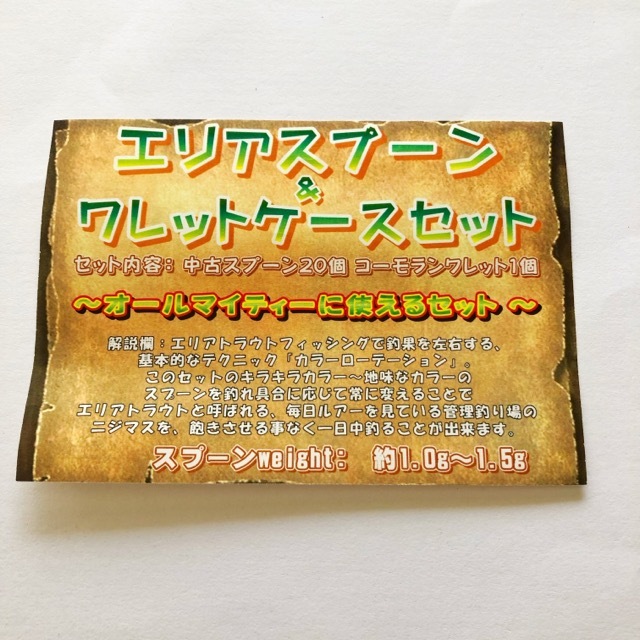 エリアスプーン
&
ワレットケースセット
セット内容：中古スプーン20個 コーモランワレット1個
～オールマイティーに使えるセット～
解説欄：エリアトラウトフィッシングで釣果を左右する、
基本的なテクニック「カラーローテーション」。
このセットのキラキラカラー～地味なカラーの
スプーンを釣れ具合に応じて常に変えることで
エリアトラウトと呼ばれる、毎日ルアーを見ている管理釣り場の
ニジマスを、飽きさせる事なく一日中釣ることが出来ます。
スプーンweight： 約1.0g～1.5g